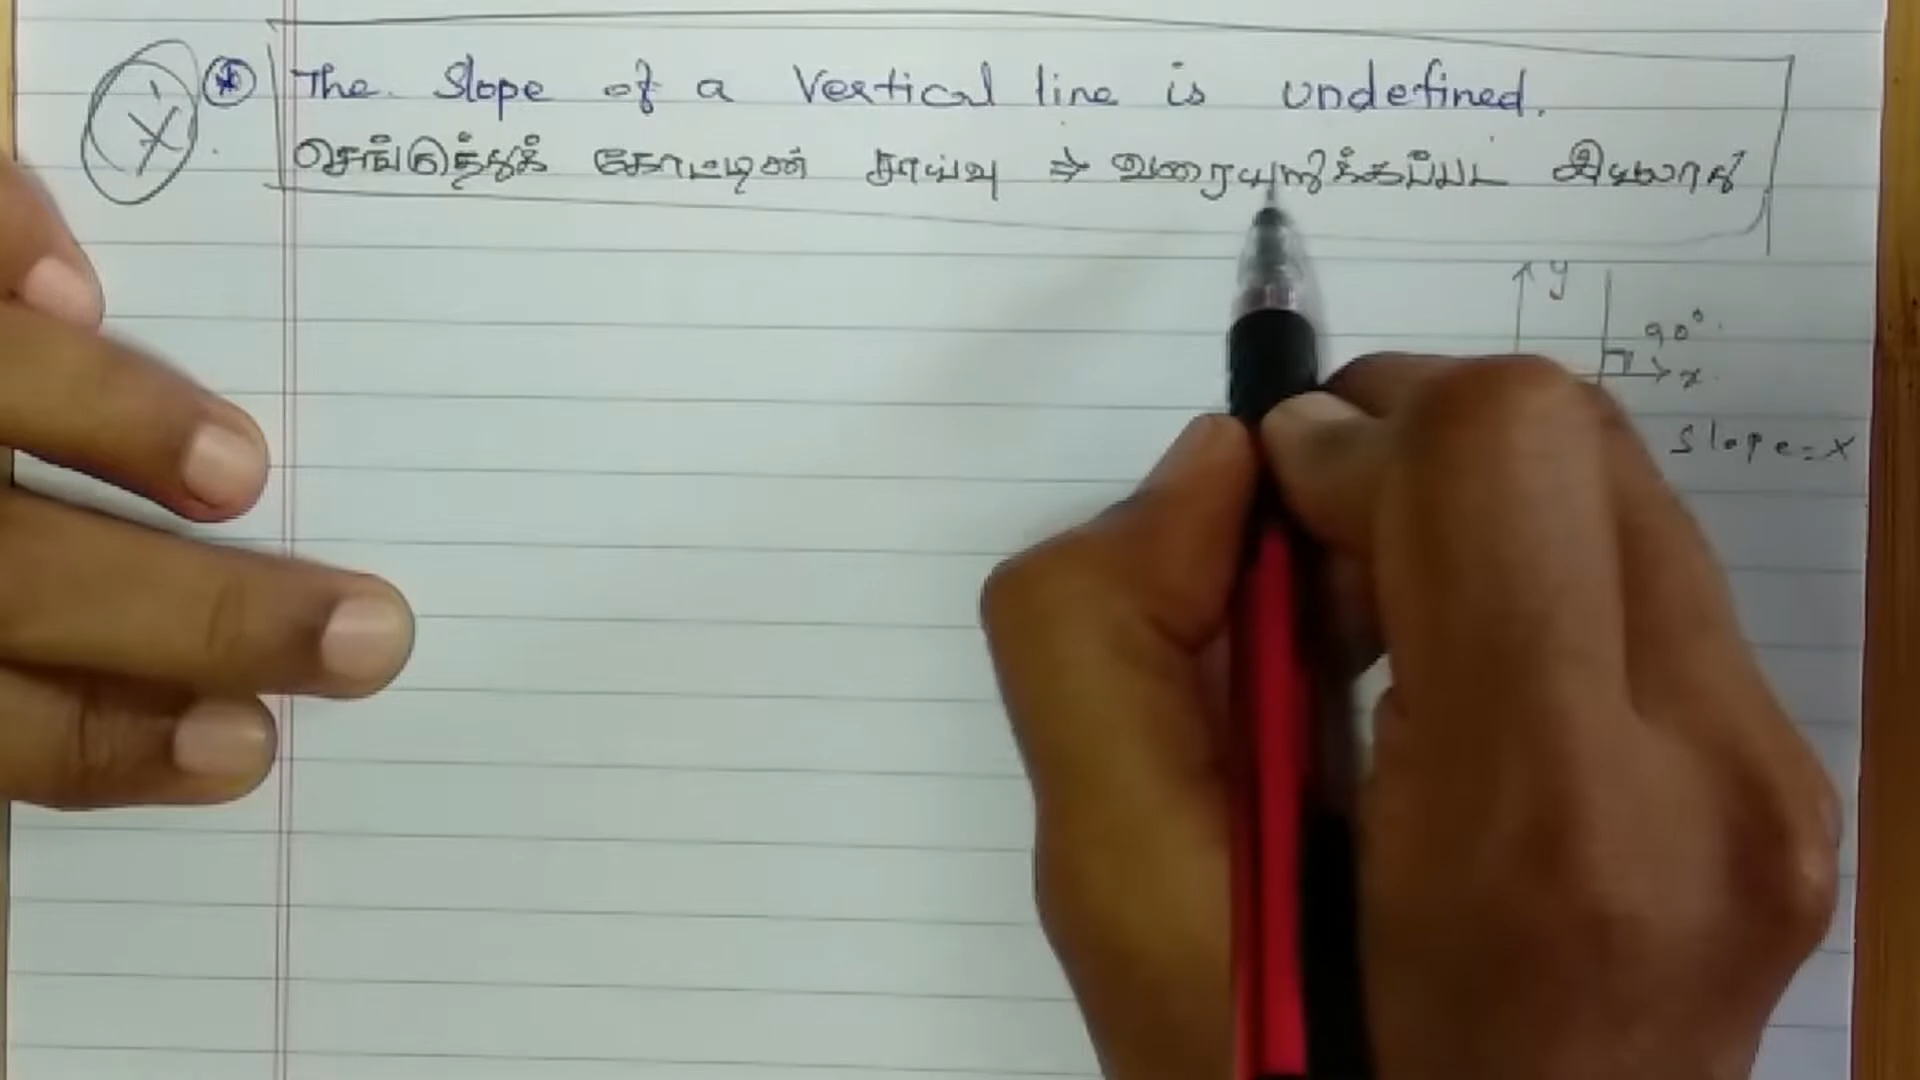 The Slope of a Vertical line is undefined.
செங்குத்துக் கோட்டின் சாய்வு ⇒ வரையறுக்கப்பட இயலாது
y
90°
x
Slope = X